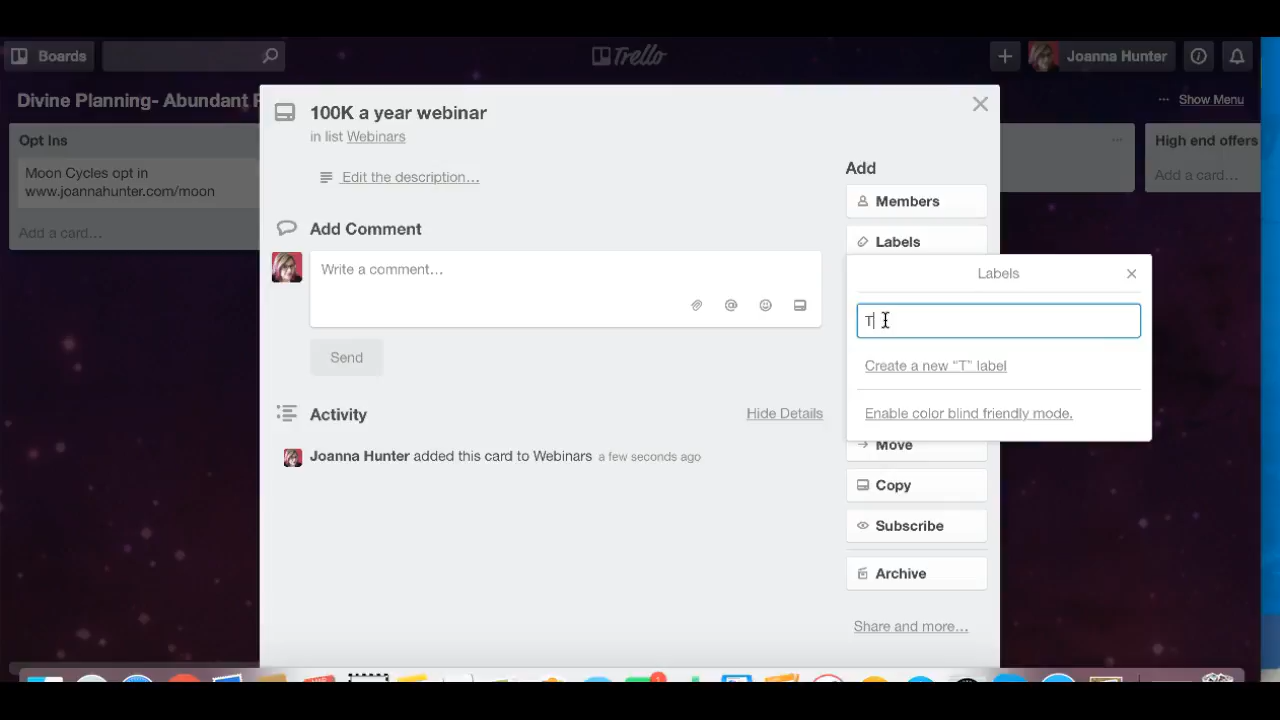 Boards
Trello
Joanna Hunter
Divine Planning- Abundant
Show Menu
Opt Ins
Moon Cycles opt in
www.joannahunter.com/moon
Add a card...
High end offers
Add a card...
100K a year webinar
in list Webinars
Edit the description...
Add Comment
Write a comment...
Send
Activity
Hide Details
Joanna Hunter added this card to Webinars a few seconds ago
Add
Members
Labels
Labels
T
Create a new “T” label
Enable color blind friendly mode.
Move
Copy
Subscribe
Archive
Share and more...